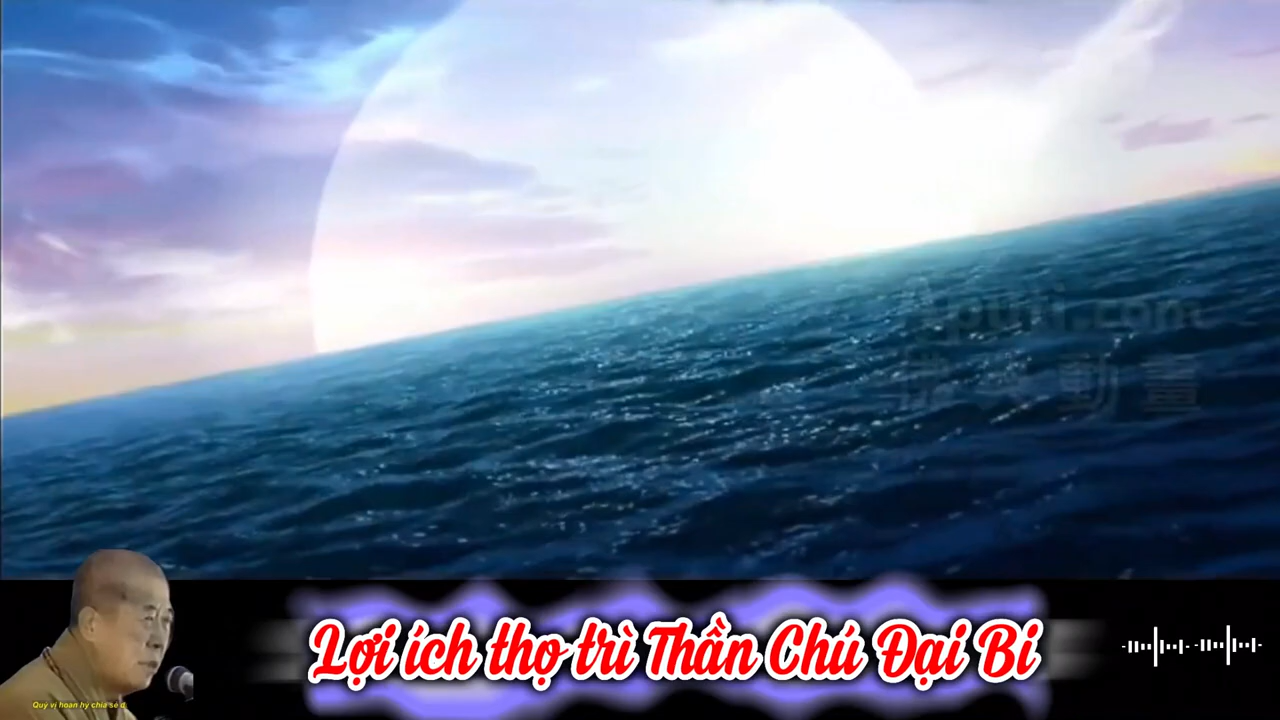 Lợi ích thọ trì Thần Chú Đại Bi
Quý vị hoan hỷ chia sẻ đ